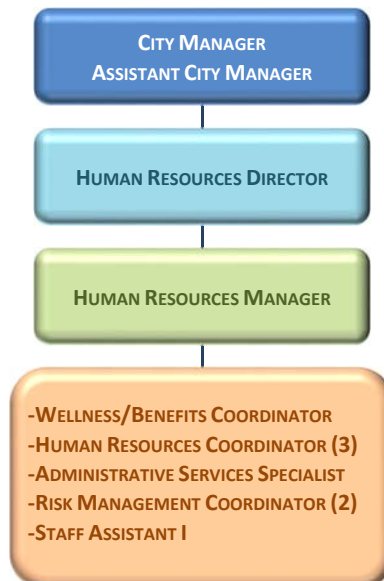 City Manager
Assistant City Manager
Human Resources Director
Human Resources Manager
-Wellness/Benefits Coordinator
-Human Resources Coordinator (3)
-Administrative Services Specialist
-Risk Management Coordinator (2)
-Staff Assistant I